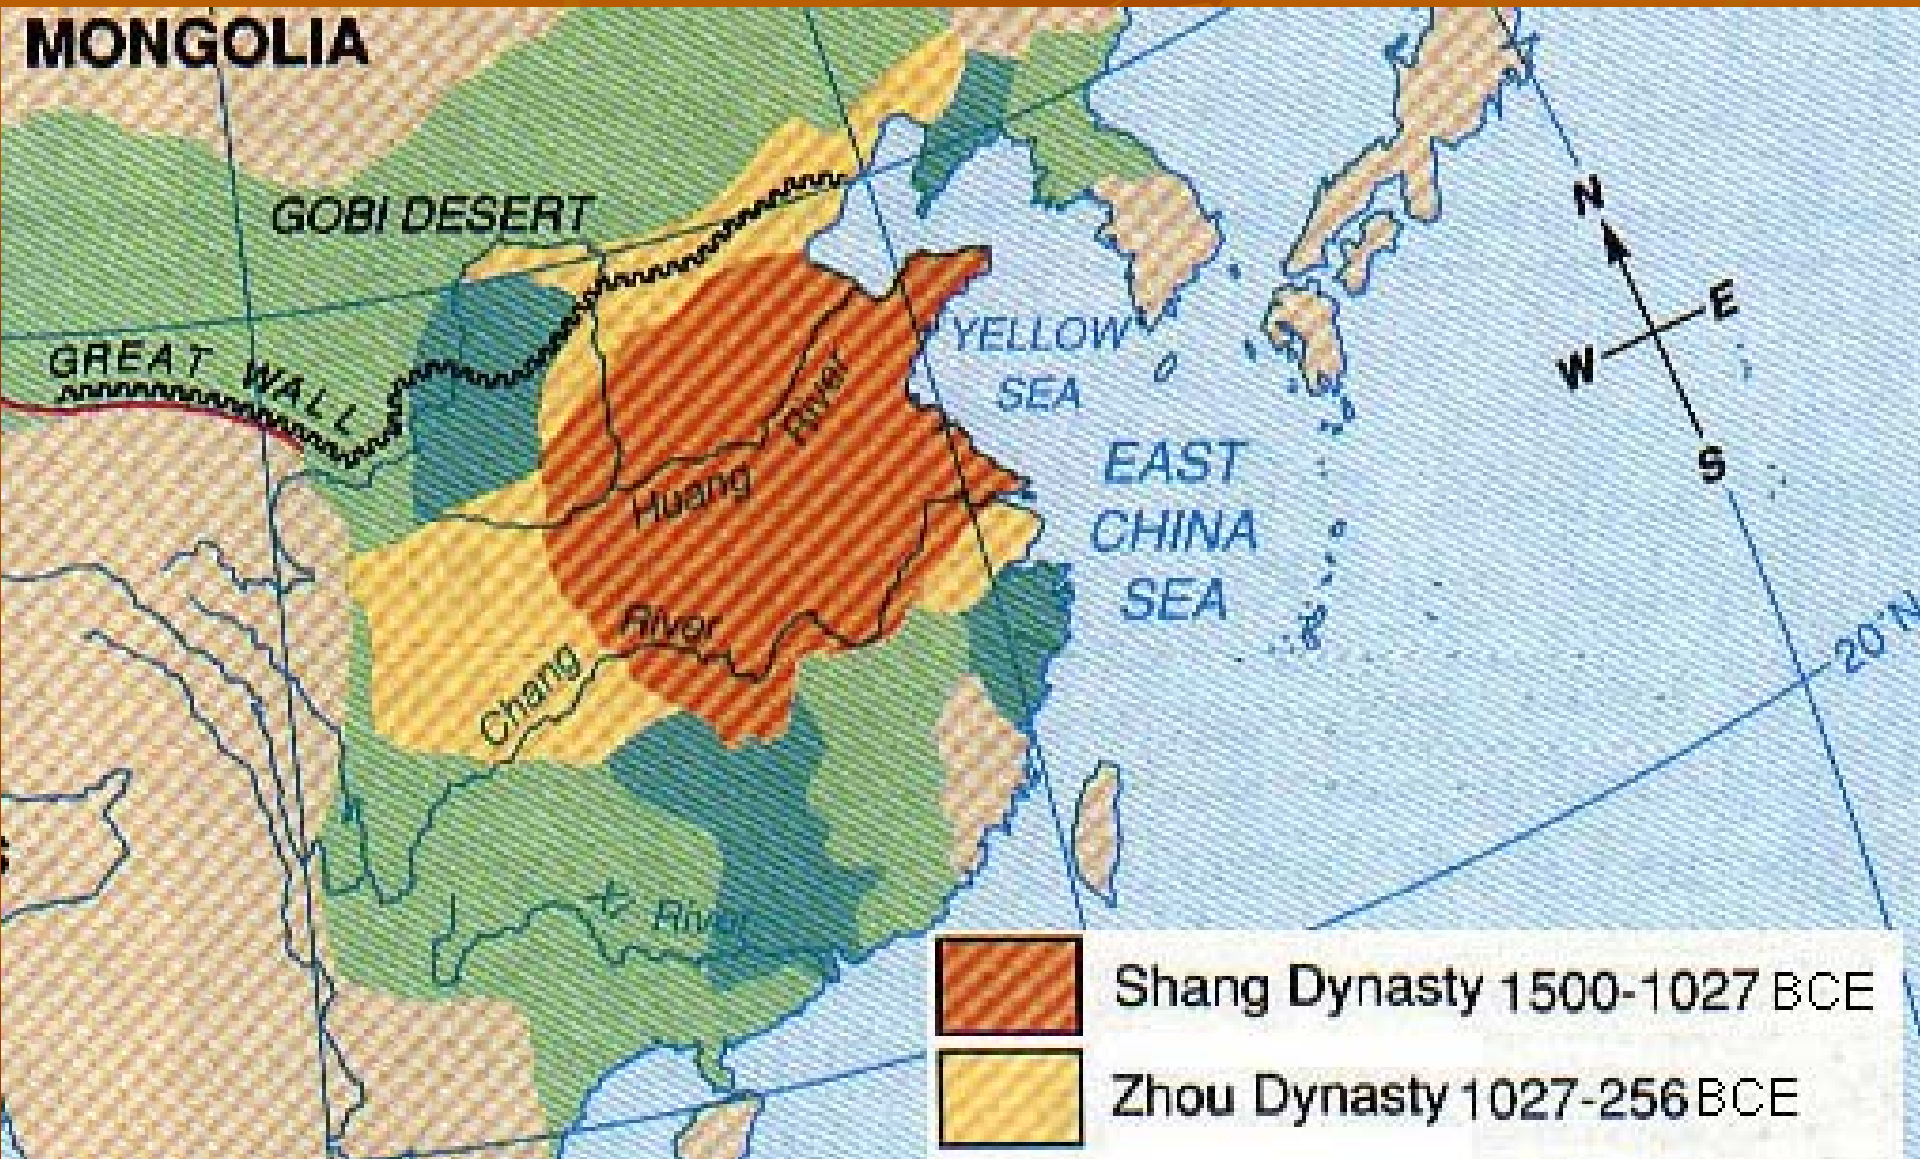 MONGOLIA
GOBI DESERT
GREAT WALL
YELLOW
SEA
Huang River
EAST
CHINA
SEA
Chang River
River
N
E
W
S
20°N
Shang Dynasty 1500-1027 BCE
Zhou Dynasty 1027-256 BCE